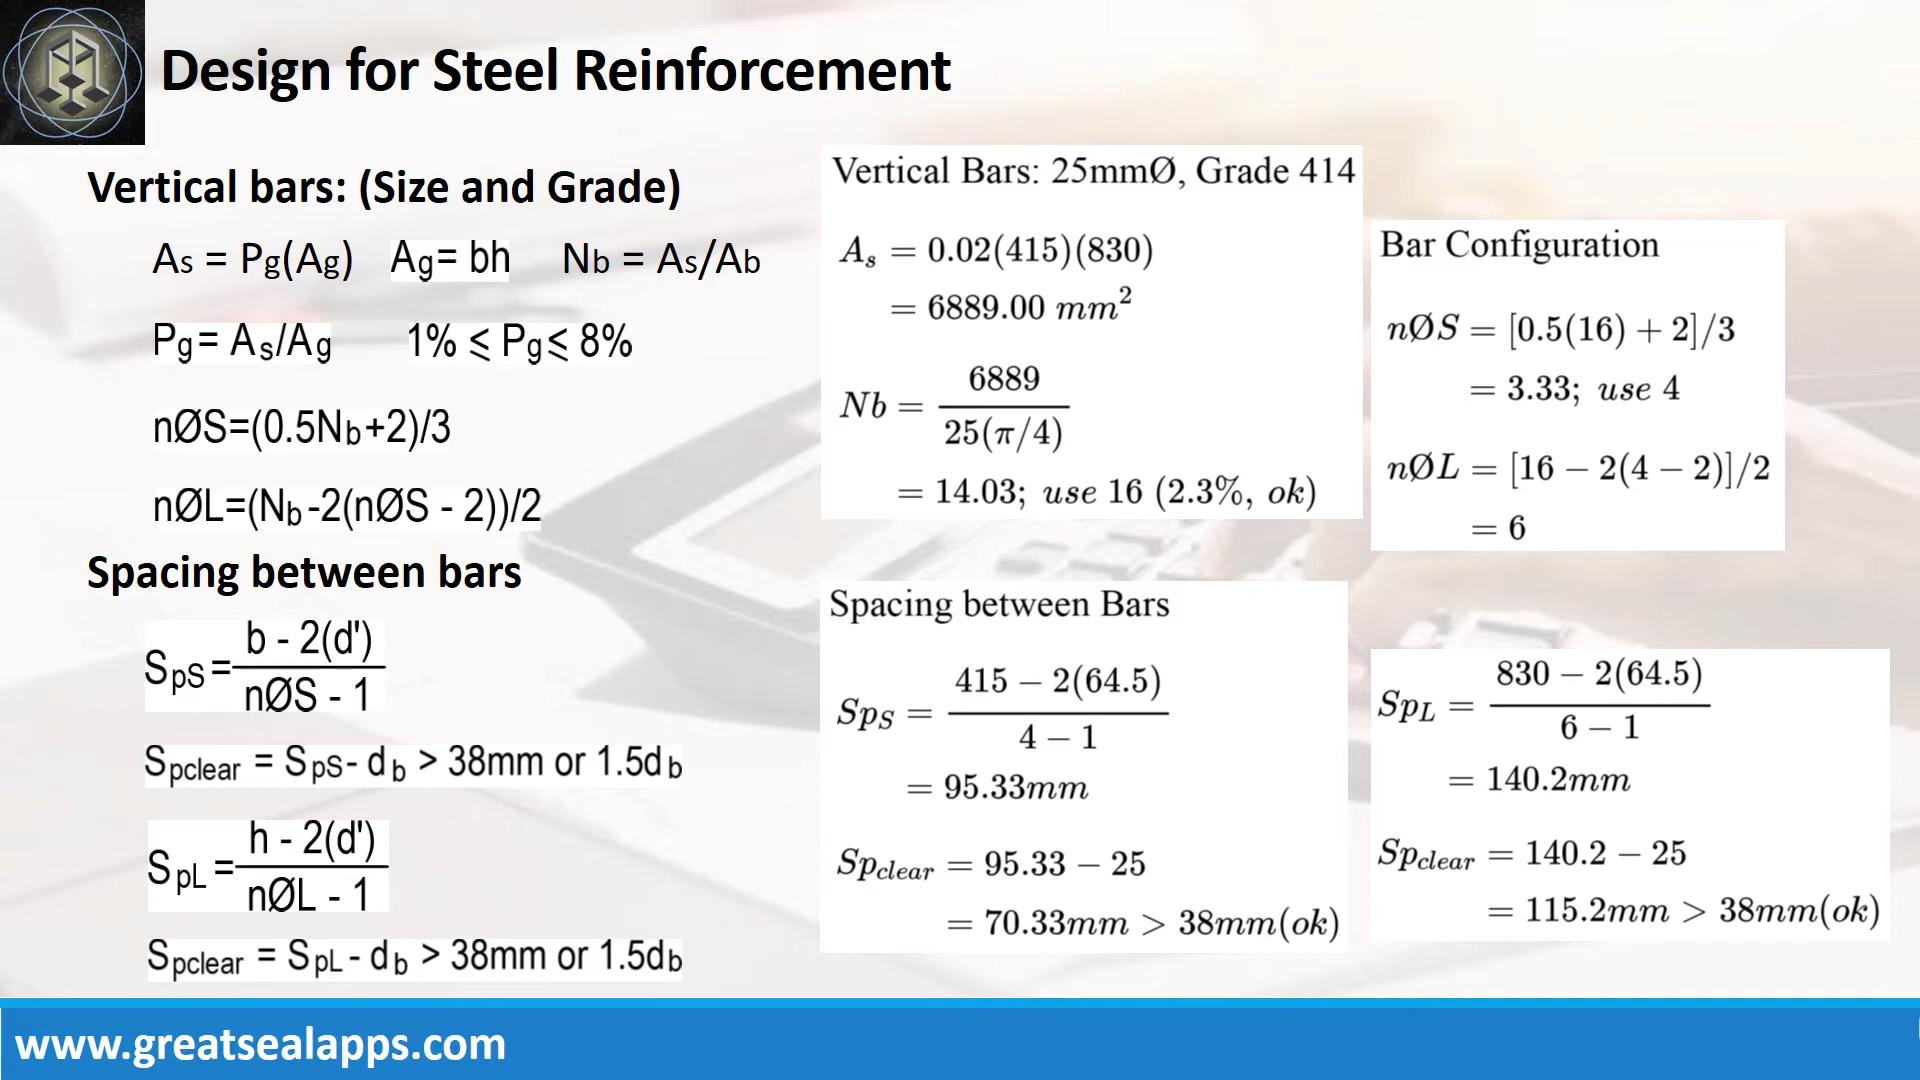 Design for Steel Reinforcement
Vertical bars: (Size and Grade)
As = Pg(Ag) Ag= bh Nb = As/Ab
Pg= As/Ag 1% ≤ Pg≤ 8%
nØS=(0.5Nb+2)/3
nØL=(Nb-2(nØS - 2))/2
Spacing between bars
SpS = (b - 2(d'))/(nØS - 1)
Spclear = SpS- db > 38mm or 1.5db
SpL = (h - 2(d'))/(nØL - 1)
Spclear = SpL- db > 38mm or 1.5db
Vertical Bars: 25mmØ, Grade 414
As = 0.02(415)(830)
= 6889.00 mm²
Nb = 6889/25(π/4)
= 14.03; use 16 (2.3%, ok)
Bar Configuration
nØS = [0.5(16) + 2]/3
= 3.33; use 4
nØL = [16 − 2(4 − 2)]/2
= 6
Spacing between Bars
SpS = (415 − 2(64.5))/(4 − 1)
= 95.33mm
Spclear = 95.33 − 25
= 70.33mm > 38mm(ok)
SpL = (830 − 2(64.5))/(6 − 1)
= 140.2mm
Spclear = 140.2 − 25
= 115.2mm > 38mm(ok)
www.greatsealapps.com